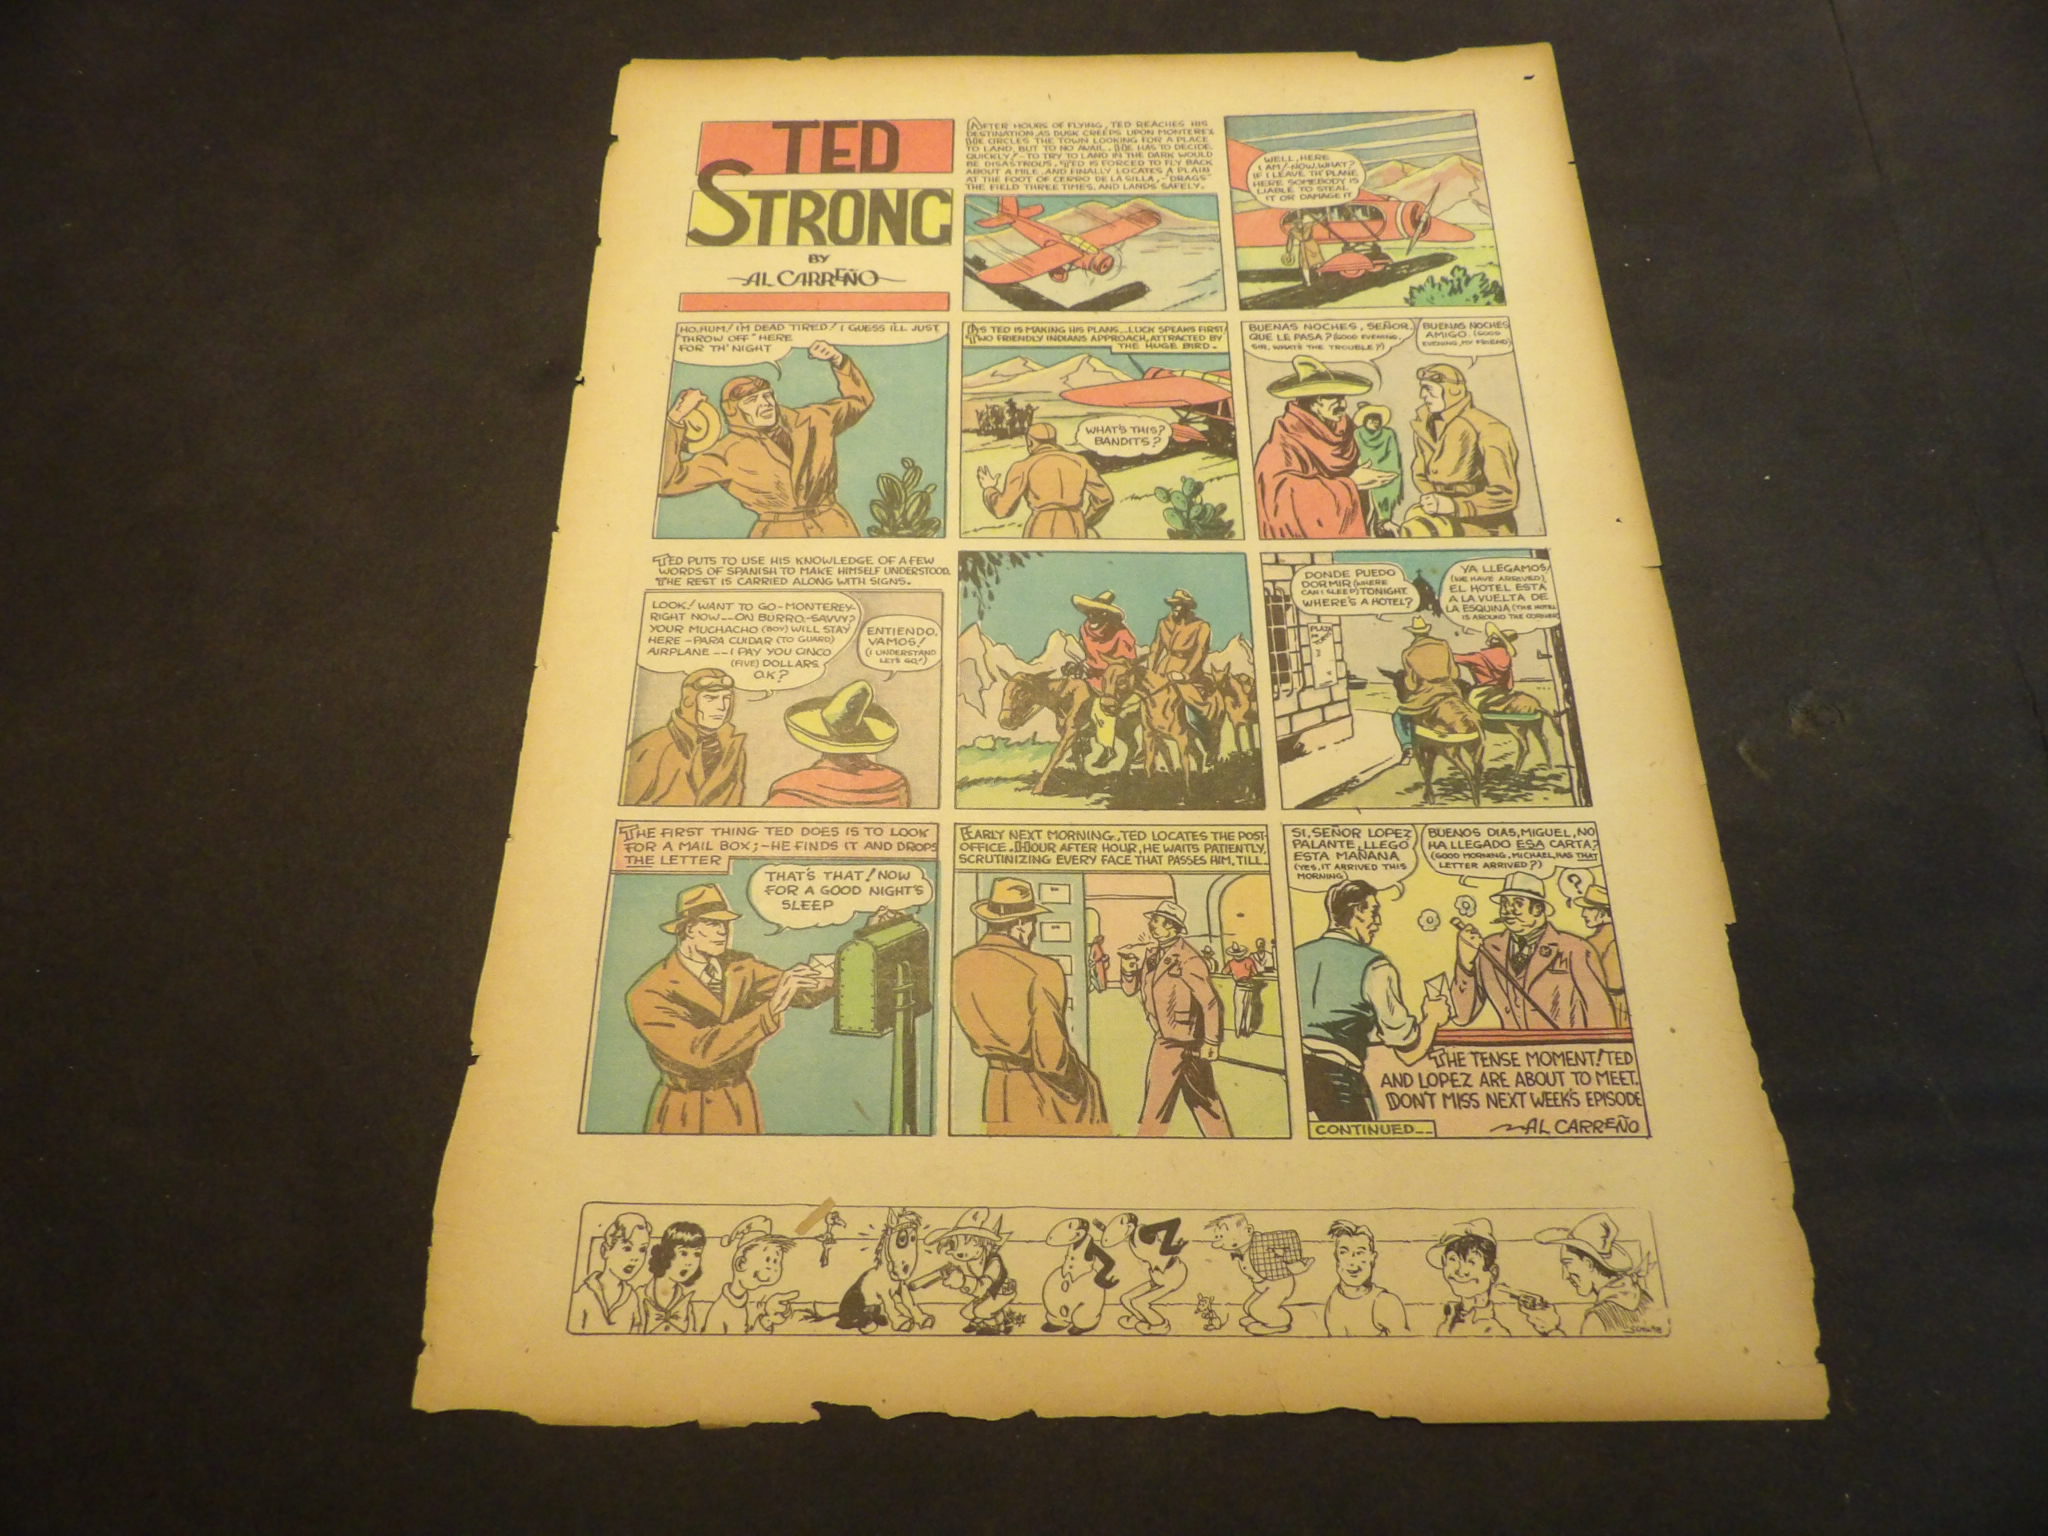 TED
STRONG
BY
AL CARREÑO
AFTER HOURS OF FLYING, TED REACHES HIS
DESTINATION, AS DUSK CREEPS UPON MONTEREY.
HE CIRCLES THE TOWN LOOKING FOR A PLACE
TO LAND, BUT TO NO AVAIL. HE HAS TO DECIDE
QUICKLY!-TO TRY TO LAND IN THE DARK WOULD
BE DISASTROUS. TED IS FORCED TO FLY BACK
ABOUT A MILE, AND FINALLY LOCATES A PLAIN
AT THE FOOT OF CERRO DE LA SILLA,-"DRAGS"
THE FIELD THREE TIMES, AND LANDS SAFELY.
WELL, HERE
I AM! NOW, WHAT?
IF I LEAVE TH' PLANE
HERE SOMEBODY IS
LIABLE TO STEAL
IT OR DAMAGE IT
HO, HUM! I'M DEAD TIRED! I GUESS I'LL JUST
"THROW OFF" HERE
FOR TH' NIGHT
AS TED IS MAKING HIS PLANS...LUCK SPEAKS FIRST!
TWO FRIENDLY INDIANS APPROACH, ATTRACTED BY
THE HUGE BIRD.
WHAT'S THIS?
BANDITS?
BUENAS NOCHES, SEÑOR.
QUE LE PASA? (GOOD EVENING,
SIR, WHAT'S THE TROUBLE?)
BUENAS NOCHES
AMIGO. (GOOD
EVENING, MY FRIEND)
TED PUTS TO USE HIS KNOWLEDGE OF A FEW
WORDS OF SPANISH TO MAKE HIMSELF UNDERSTOOD.
THE REST IS CARRIED ALONG WITH SIGNS.
LOOK! WANT TO GO-MONTEREY-
RIGHT NOW--ON BURRO-SAVVY?
YOUR MUCHACHO (BOY) WILL STAY
HERE-PARA CUIDAR (TO GUARD)
AIRPLANE--I PAY YOU CINCO
(FIVE) DOLLARS
O.K.?
ENTIENDO.
VAMOS!
(I UNDERSTAND
LET'S GO!)
DONDE PUEDO
DORMIR (WHERE
CAN I SLEEP) TONIGHT.
WHERE'S A HOTEL?
YA LLEGAMOS!
(WE HAVE ARRIVED),
EL HOTEL ESTA
A LA VUELTA DE
LA ESQUINA (THE HOTEL
IS AROUND THE CORNER)
PLAZA
THE FIRST THING TED DOES IS TO LOOK
FOR A MAIL BOX;-HE FINDS IT AND DROPS
THE LETTER
THAT'S THAT! NOW
FOR A GOOD NIGHT'S
SLEEP
EARLY NEXT MORNING, TED LOCATES THE POST-
OFFICE. HOUR AFTER HOUR, HE WAITS PATIENTLY,
SCRUTINIZING EVERY FACE THAT PASSES HIM, TILL..
SI, SEÑOR LOPEZ
PALANTE, LLEGO
ESTA MAÑANA
(YES, IT ARRIVED THIS
MORNING)
BUENOS DIAS, MIGUEL, NO
HA LLEGADO ESA CARTA?
(GOOD MORNING, MICHAEL, HAS THAT
LETTER ARRIVED?)
?
THE TENSE MOMENT! TED
AND LOPEZ ARE ABOUT TO MEET.
DON'T MISS NEXT WEEK'S EPISODE
CONTINUED...
AL CARREÑO